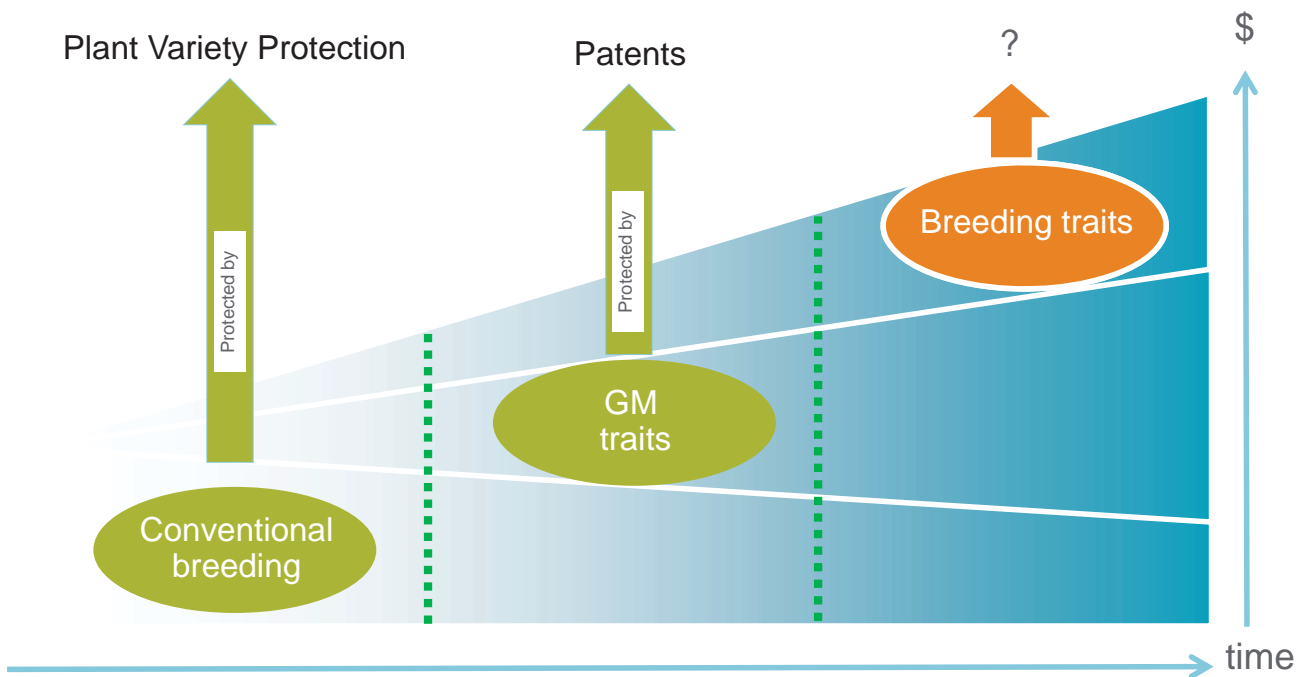 Plant Variety Protection
Patents
?
$
Protected by
Protected by
Breeding traits
GM
traits
Conventional
breeding
time